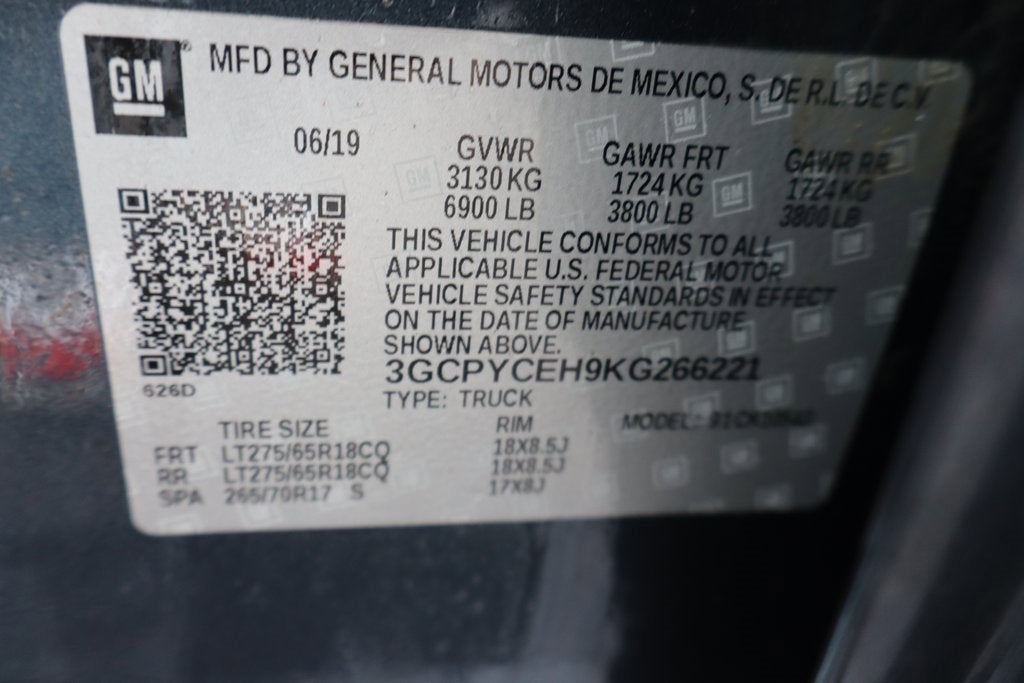 GM
MFD BY GENERAL MOTORS DE MEXICO, S. DE R.L. DE C.V.
06/19
GVWR GAWR FRT GAWR RR
3130 KG 1724 KG 1724 KG
6900 LB 3800 LB 3800 LB
THIS VEHICLE CONFORMS TO ALL
APPLICABLE U.S. FEDERAL MOTOR
VEHICLE SAFETY STANDARDS IN EFFECT
ON THE DATE OF MANUFACTURE
SHOWN ABOVE.
3GCPYCEH9KG266221
626D
TYPE: TRUCK
TIRE SIZE RIM MODEL:
FRT LT275/65R18CQ 18X8.5J
RR LT275/65R18CQ 18X8.5J
SPA 265/70R17 S 17X8J